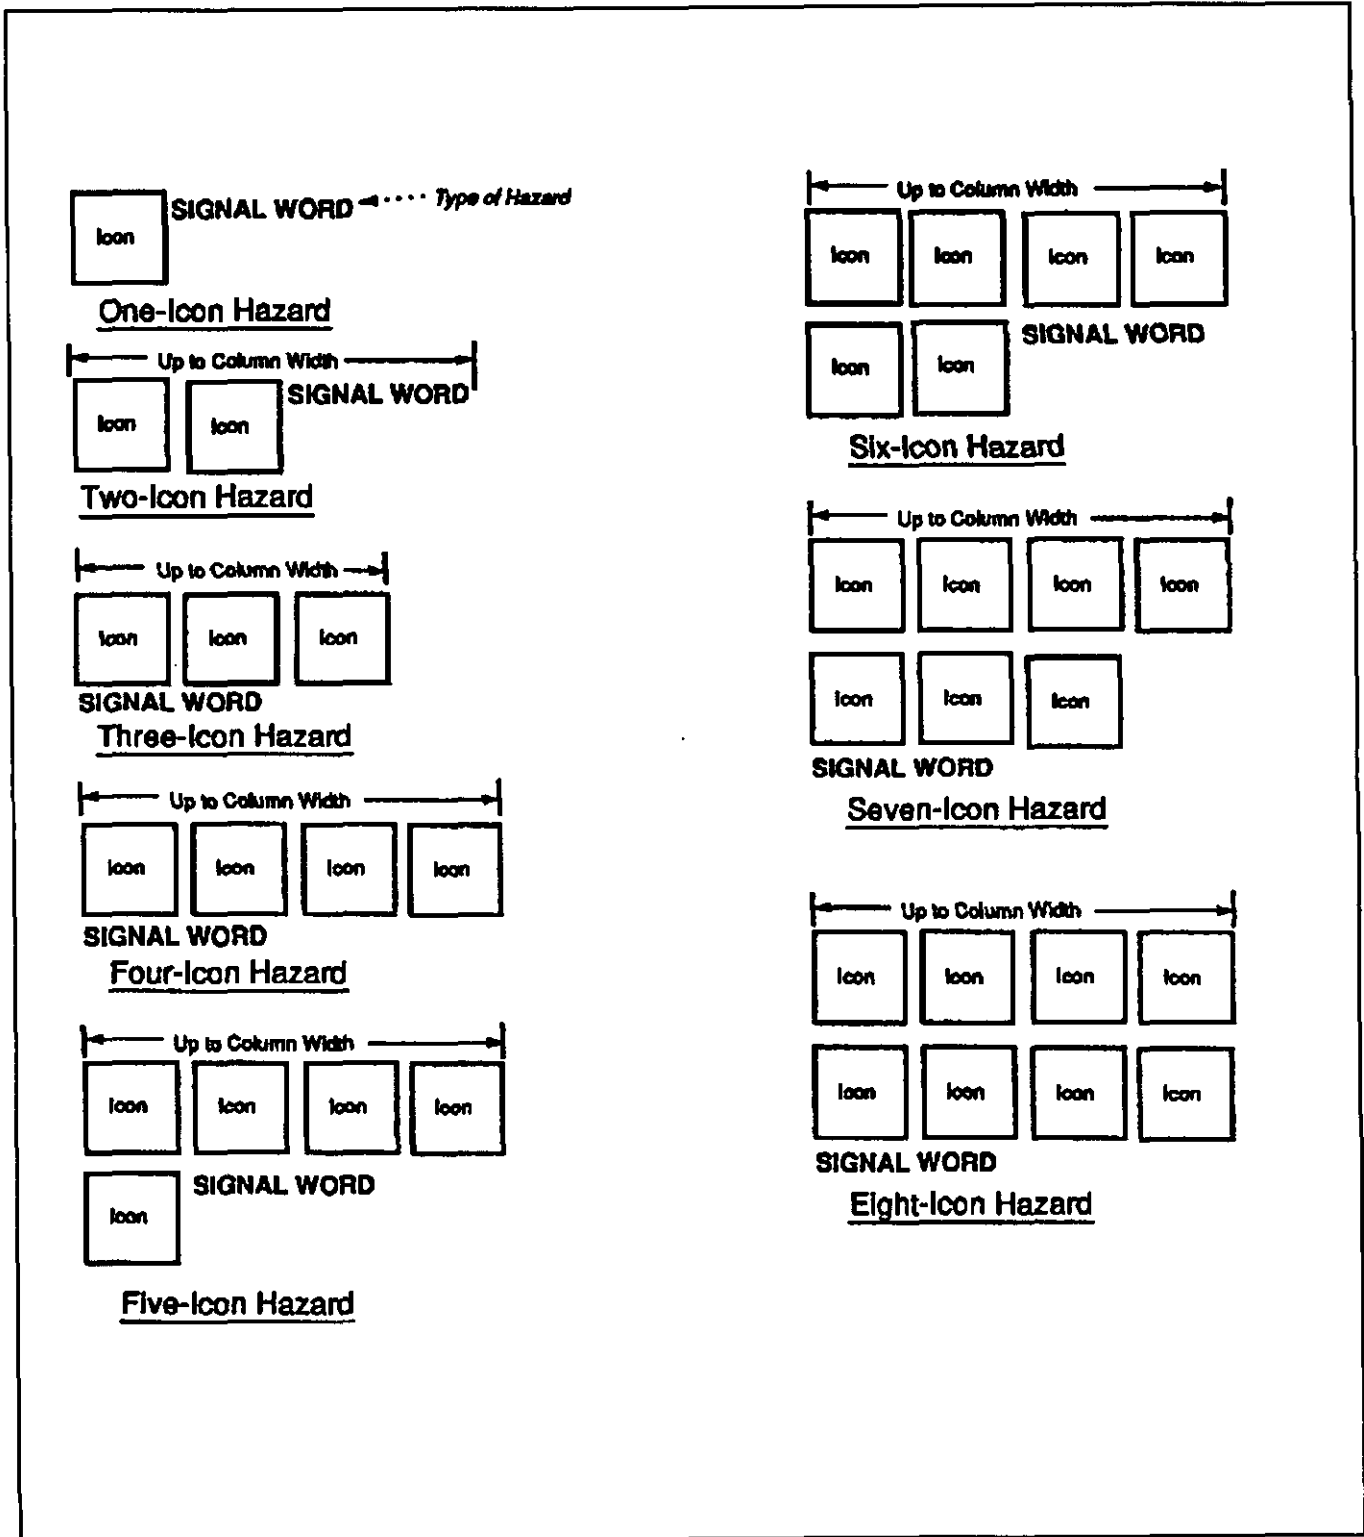 SIGNAL WORD Type of Hazard
Icon
One-Icon Hazard
Up to Column Width
SIGNAL WORD
Icon Icon
Two-Icon Hazard
Up to Column Width
Icon Icon Icon
SIGNAL WORD
Three-Icon Hazard
Up to Column Width
Icon Icon Icon Icon
SIGNAL WORD
Four-Icon Hazard
Up to Column Width
Icon Icon Icon Icon
SIGNAL WORD
Icon
Five-Icon Hazard
Up to Column Width
Icon Icon Icon Icon
SIGNAL WORD
Icon Icon
Six-Icon Hazard
Up to Column Width
Icon Icon Icon Icon
Icon Icon Icon
SIGNAL WORD
Seven-Icon Hazard
Up to Column Width
Icon Icon Icon Icon
Icon Icon Icon Icon
SIGNAL WORD
Eight-Icon Hazard